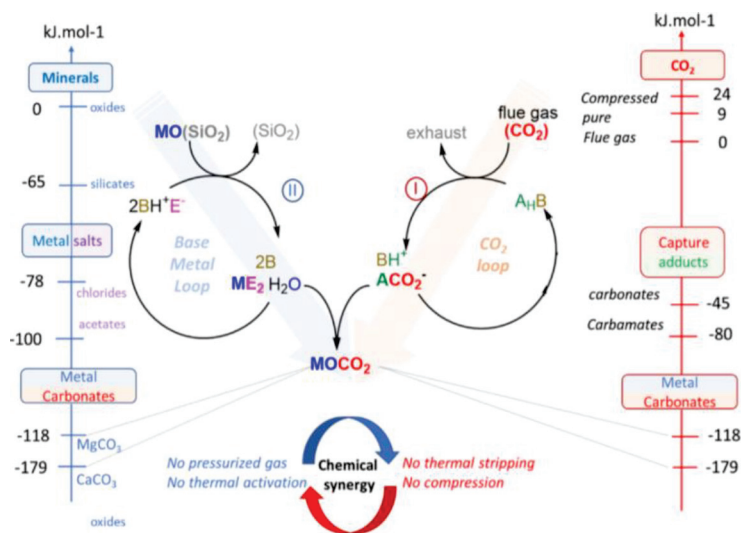 kJ.mol-1
Minerals
0
oxides
-65
silicates
Metal salts
-78
chlorides
acetates
-100
Metal
Carbonates
-118
MgCO₃
-179
CaCO₃
oxides
MO(SiO₂)
(SiO₂)
II
2BH⁺E⁻
Base
Metal
Loop
2B
ME₂ H₂O
exhaust
flue gas
(CO₂)
I
AHB
CO₂
loop
BH⁺
ACO₂⁻
MOCO₂
No pressurized gas
No thermal activation
Chemical
synergy
No thermal stripping
No compression
kJ.mol-1
CO₂
Compressed
24
pure
9
Flue gas
0
Capture
adducts
carbonates
-45
Carbamates
-80
Metal
Carbonates
-118
-179